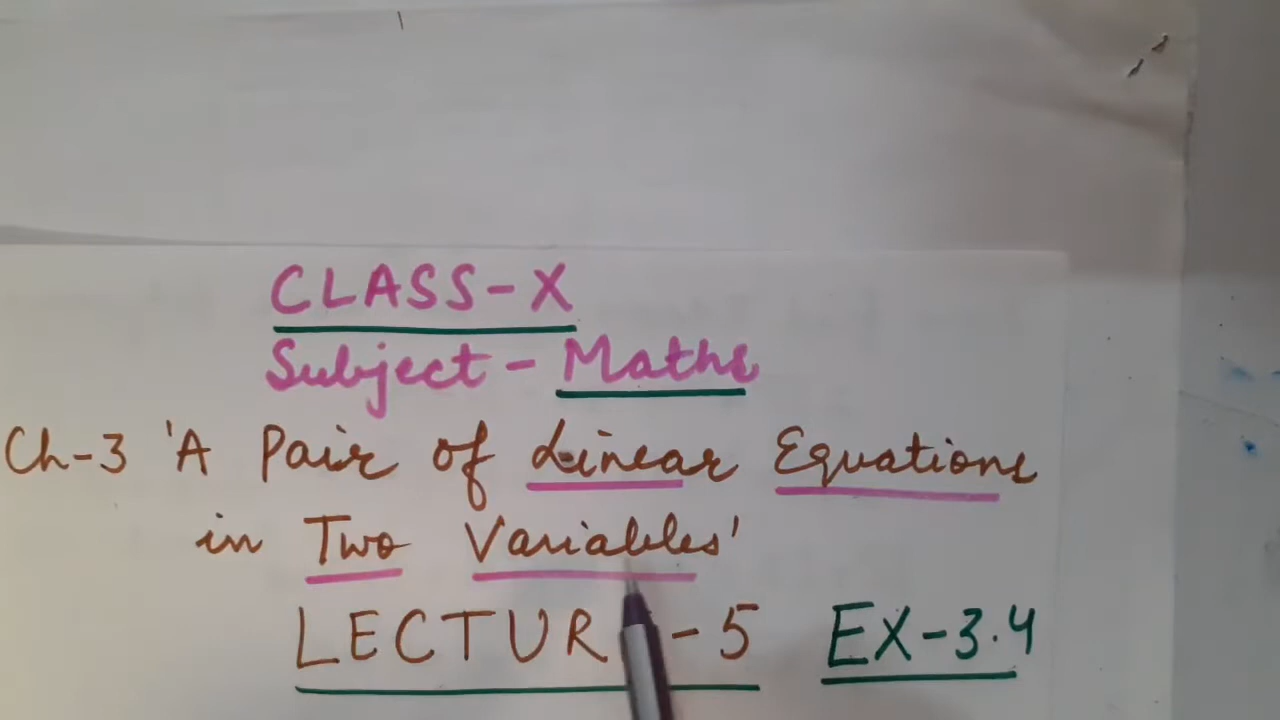 CLASS-X
Subject - Maths
Ch-3 'A Pair of Linear Equations
in Two Variables'
LECTUR -5 EX-3.4